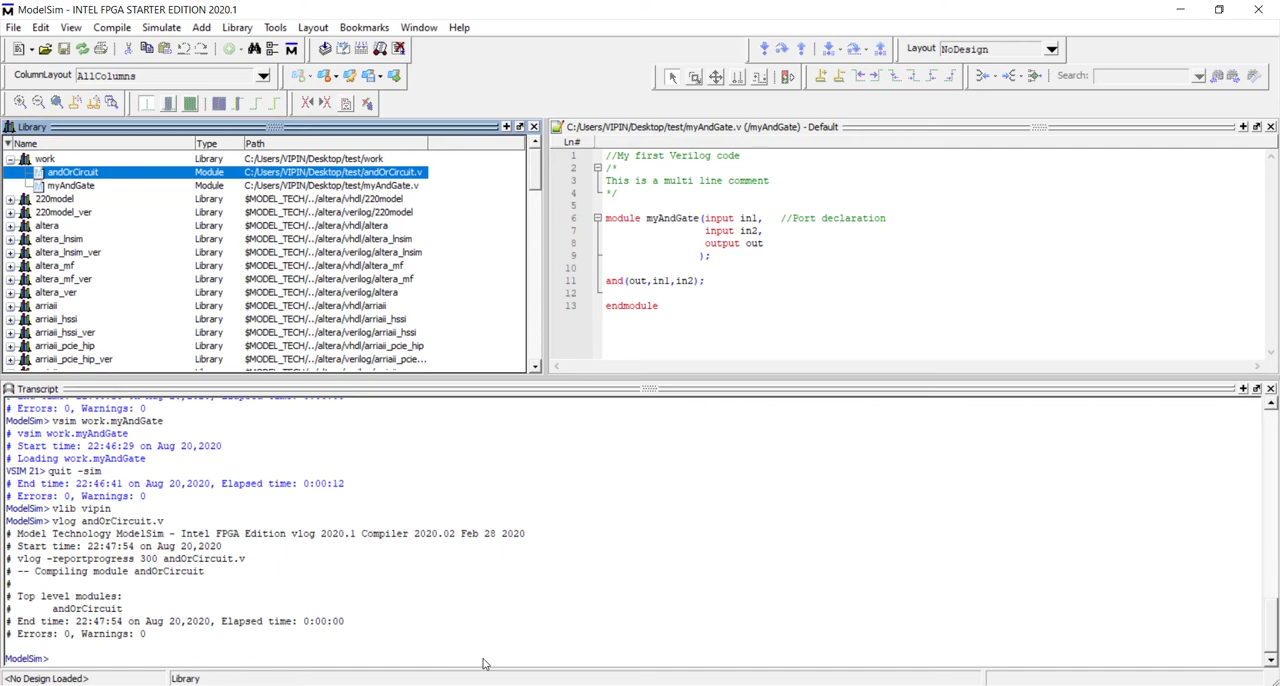 ModelSim - INTEL FPGA STARTER EDITION 2020.1
File Edit View Compile Simulate Add Library Tools Layout Bookmarks Window Help
Layout NoDesign
ColumnLayout AllColumns
Search:
Library
Name Type Path
work Library C:/Users/VIPIN/Desktop/test/work
andOrCircuit Module C:/Users/VIPIN/Desktop/test/andOrCircuit.v
myAndGate Module C:/Users/VIPIN/Desktop/test/myAndGate.v
220model Library $MODEL_TECH/../altera/vhdl/220model
220model_ver Library $MODEL_TECH/../altera/verilog/220model
altera Library $MODEL_TECH/../altera/vhdl/altera
altera_lnsim Library $MODEL_TECH/../altera/vhdl/altera_lnsim
altera_lnsim_ver Library $MODEL_TECH/../altera/verilog/altera_lnsim
altera_mf Library $MODEL_TECH/../altera/vhdl/altera_mf
altera_mf_ver Library $MODEL_TECH/../altera/verilog/altera_mf
altera_ver Library $MODEL_TECH/../altera/verilog/altera
arriaii Library $MODEL_TECH/../altera/vhdl/arriaii
arriaii_hssi Library $MODEL_TECH/../altera/vhdl/arriaii_hssi
arriaii_hssi_ver Library $MODEL_TECH/../altera/verilog/arriaii_hssi
arriaii_pcie_hip Library $MODEL_TECH/../altera/vhdl/arriaii_pcie_hip
arriaii_pcie_hip_ver Library $MODEL_TECH/../altera/verilog/arriaii_pcie...
C:/Users/VIPIN/Desktop/test/myAndGate.v (/myAndGate) - Default
Ln#
1 //My first Verilog code
2 /*
3 This is a multi line comment
4 */
5
6 module myAndGate(input in1, //Port declaration
7 input in2,
8 output out
9 );
10
11 and(out,in1,in2);
12
13 endmodule
Transcript
# Errors: 0, Warnings: 0
ModelSim> vsim work.myAndGate
# vsim work.myAndGate
# Start time: 22:46:29 on Aug 20,2020
# Loading work.myAndGate
VSIM 21> quit -sim
# End time: 22:46:41 on Aug 20,2020, Elapsed time: 0:00:12
# Errors: 0, Warnings: 0
ModelSim> vlib vipin
ModelSim> vlog andOrCircuit.v
# Model Technology ModelSim - Intel FPGA Edition vlog 2020.1 Compiler 2020.02 Feb 28 2020
# Start time: 22:47:54 on Aug 20,2020
# vlog -reportprogress 300 andOrCircuit.v
# -- Compiling module andOrCircuit
#
# Top level modules:
# andOrCircuit
# End time: 22:47:54 on Aug 20,2020, Elapsed time: 0:00:00
# Errors: 0, Warnings: 0
ModelSim>
<No Design Loaded> Library